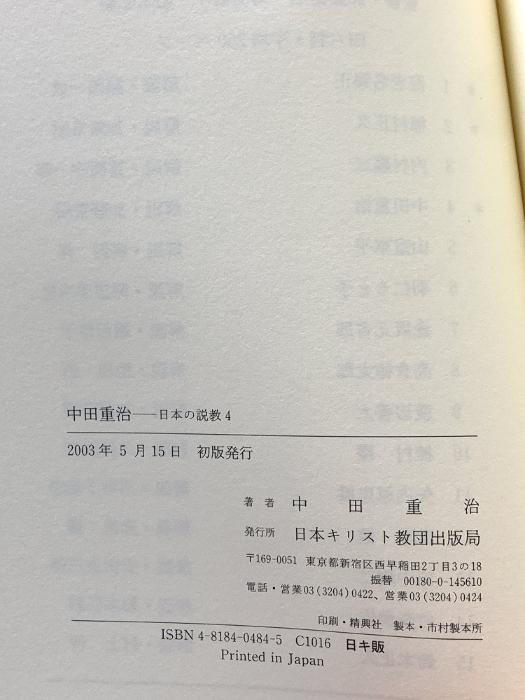 中田重治――日本の説教 4
2003年 5 月15日 初版発行
著 者 中 田 重 治
発行所 日本キリスト教団出版局
〒169-0051 東京都新宿区西早稲田2丁目3の18
振替 00180-0-145610
電話・営業03(3204)0422、営業03(3204)0424
印刷・精興社 製本・市村製本所
ISBN 4-8184-0484-5 C1016 日キ販
Printed in Japan